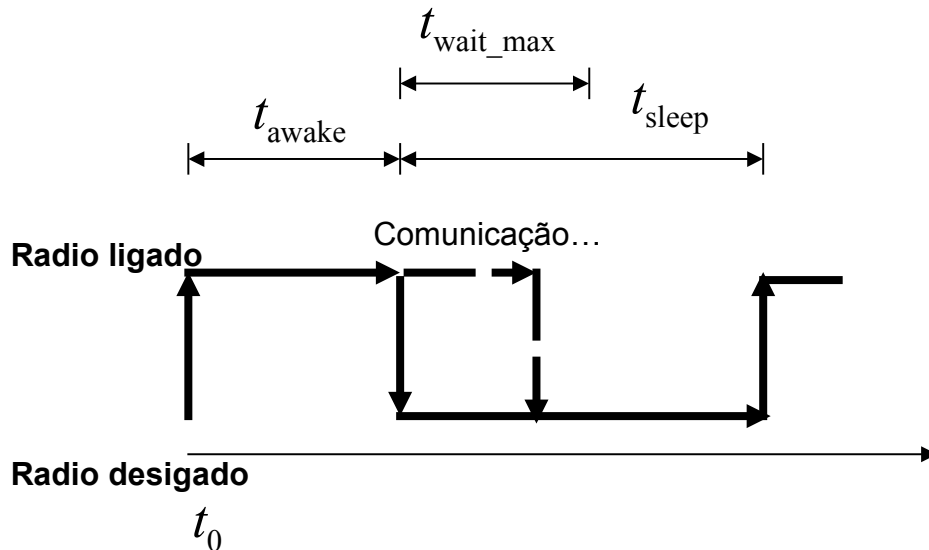 t_wait_max
t_sleep
t_awake
Comunicação…
Radio ligado
Radio desigado
t_0